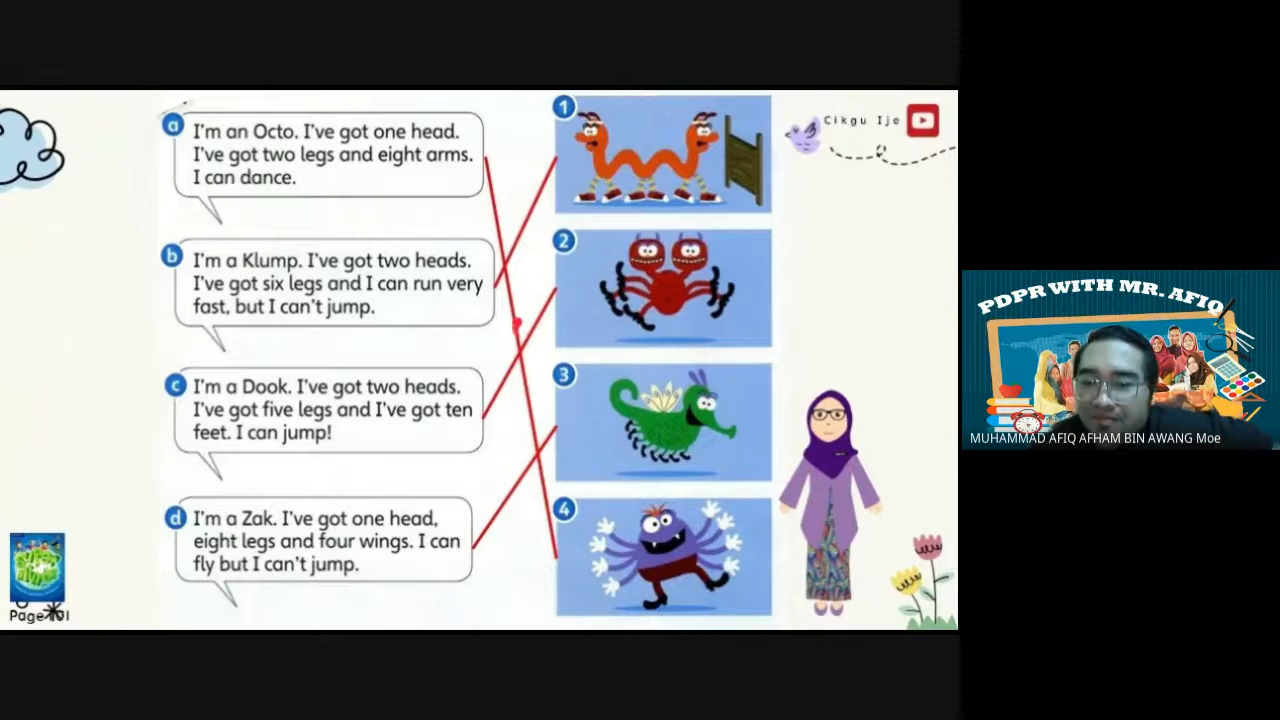 a
I'm an Octo. I've got one head.
I've got two legs and eight arms.
I can dance.
b
I'm a Klump. I've got two heads.
I've got six legs and I can run very
fast, but I can't jump.
c
I'm a Dook. I've got two heads.
I've got five legs and I've got ten
feet. I can jump!
d
I'm a Zak. I've got one head,
eight legs and four wings. I can
fly but I can't jump.
1
2
3
4
Cikgu Ije
Page 101
PDPR WITH MR. AFIQ
MUHAMMAD AFIQ AFHAM BIN AWANG Moe